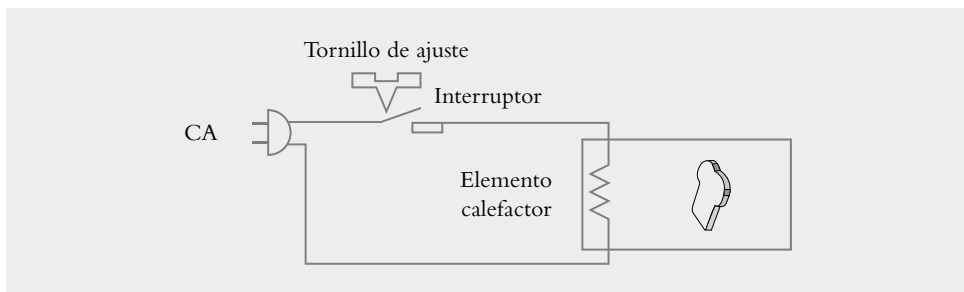 Tornillo de ajuste
Interruptor
CA
Elemento
calefactor